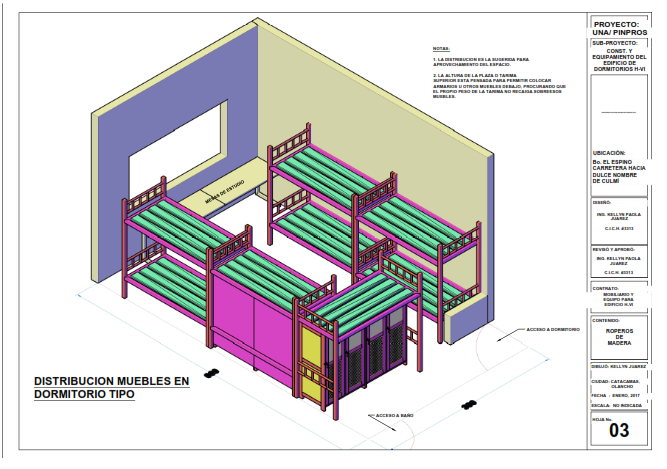 NOTAS:
1. LA DISTRIBUCION ES LA SUGERIDA PARA
APROVECHAMIENTO DEL ESPACIO.
2. LA ALTURA DE LA PLAZA O TARIMA
SUPERIOR ESTA PENSADA PARA PERMITIR COLOCAR
ARMARIOS U OTROS MUEBLES DEBAJO, PROCURANDO QUE
EL PROPIO PESO DE LA TARIMA NO RECAIGA SOBRESSOS
MUEBLES.
MESAS DE ESTUDIO
ACCESO A DORMITORIO
ACCESO A BAÑO
DISTRIBUCION MUEBLES EN
DORMITORIO TIPO
PROYECTO:
UNA/ PINPROS
SUB-PROYECTO:
CONST. Y
EQUIPAMIENTO DEL
EDIFICIO DE
DORMITORIOS H-VI
UBICACIÓN:
Bo. EL ESPINO
CARRETERA HACIA
DULCE NOMBRE
DE CULMÍ
DISEÑO:
ING. KELLYN PAOLA
JUAREZ
C.I.C.H. #3313
REVISÓ Y APROBÓ:
ING. KELLYN PAOLA
JUAREZ
C.I.C.H. #3313
CONTRATO:
MOBILIARIO Y
EQUIPO PARA
EDIFICIO H-VI
CONTENIDO:
ROPEROS
DE
MADERA
DIBUJÓ: KELLYN JUAREZ
CIUDAD: CATACAMAS,
OLANCHO
FECHA : ENERO, 2017
ESCALA: NO INDICADA
HOJA No.
03